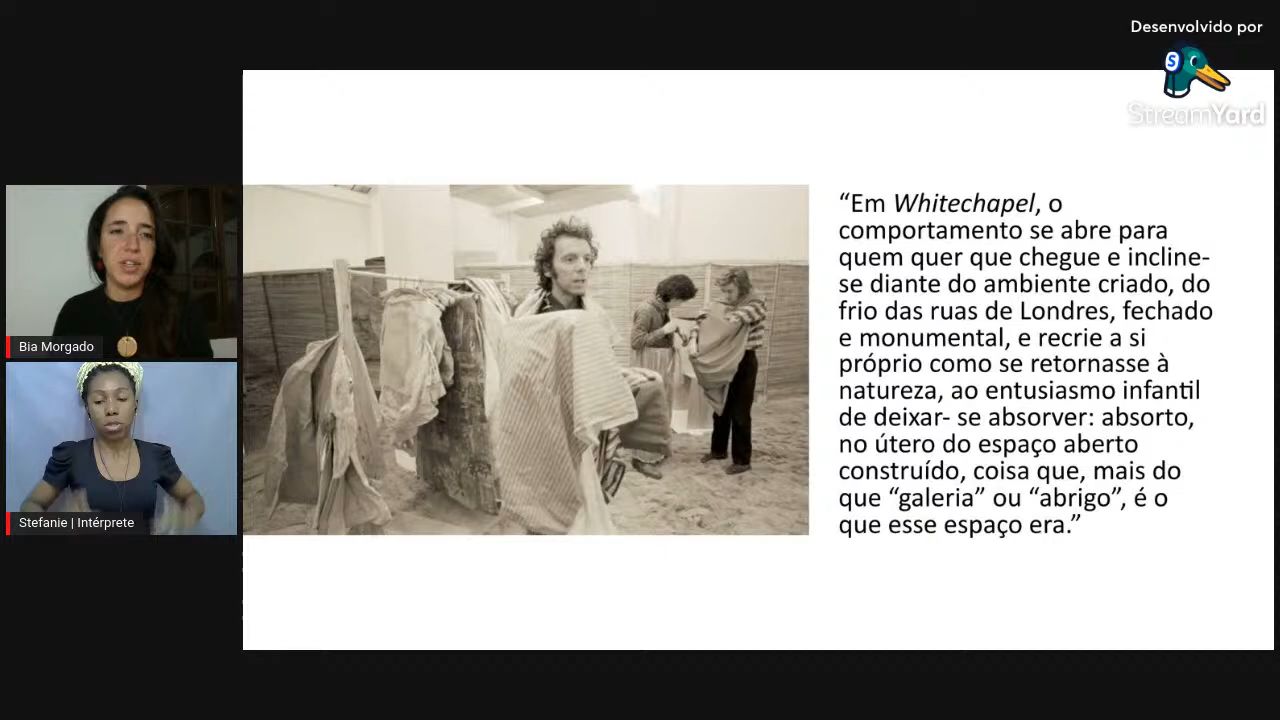 Desenvolvido por
S
StreamYard
Bia Morgado
Stefanie | Intérprete
“Em Whitechapel, o
comportamento se abre para
quem quer que chegue e incline-
se diante do ambiente criado, do
frio das ruas de Londres, fechado
e monumental, e recrie a si
próprio como se retornasse à
natureza, ao entusiasmo infantil
de deixar- se absorver: absorto,
no útero do espaço aberto
construído, coisa que, mais do
que “galeria” ou “abrigo”, é o
que esse espaço era.”